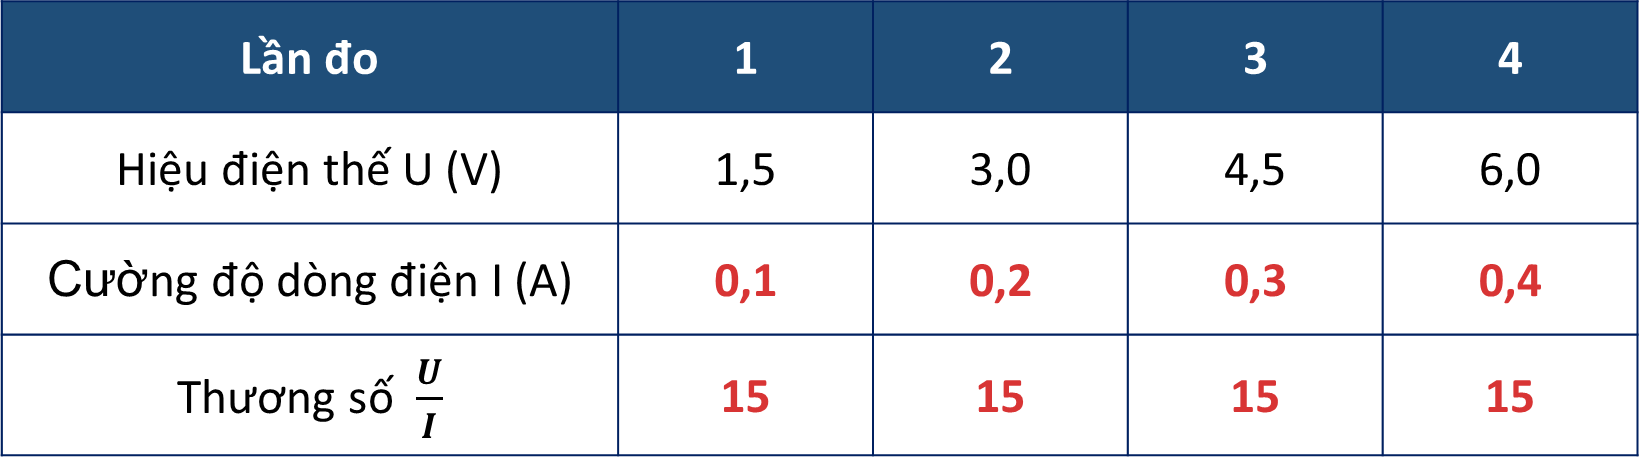 Lần đo 1 2 3 4
Hiệu điện thế U (V) 1,5 3,0 4,5 6,0
Cường độ dòng điện I (A) 0,1 0,2 0,3 0,4
Thương số U/I 15 15 15 15